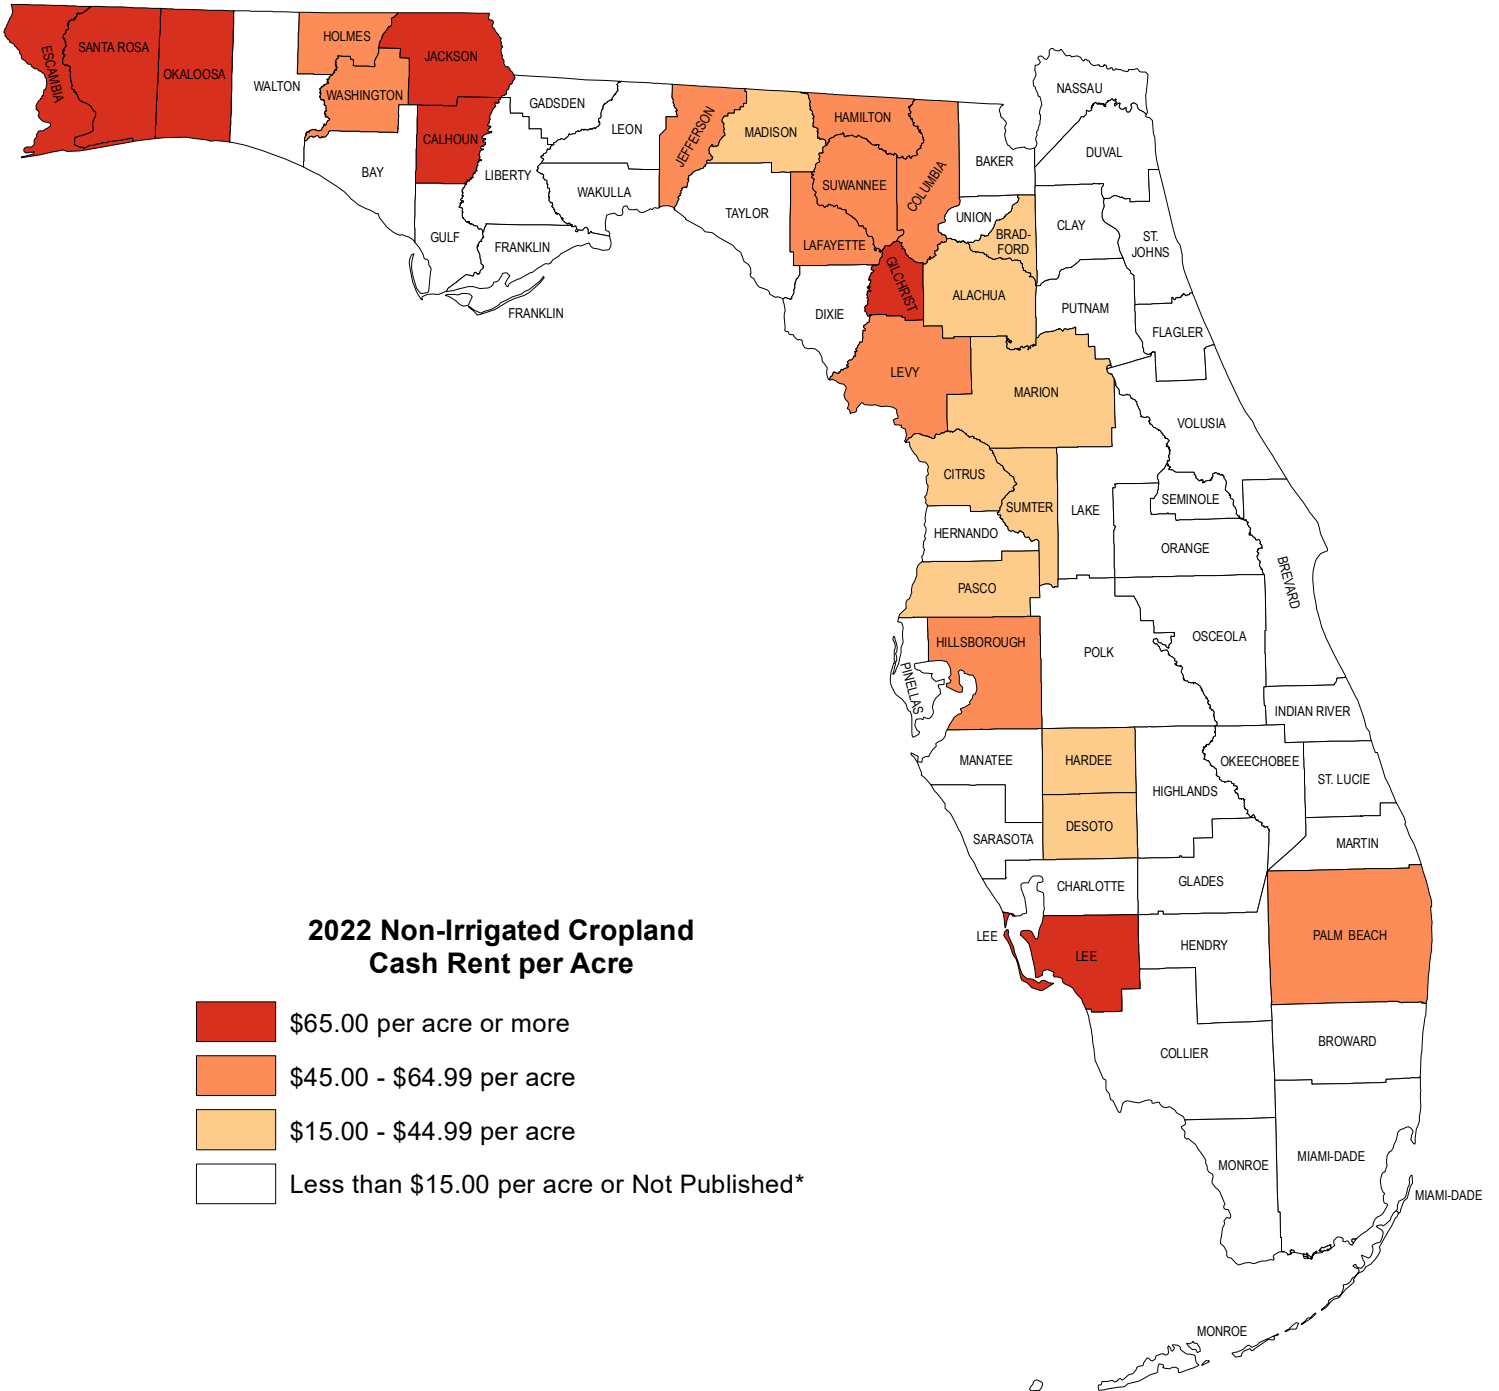 ESCAMBIA
SANTA ROSA
OKALOOSA
WALTON
HOLMES
WASHINGTON
JACKSON
CALHOUN
BAY
GULF
GADSDEN
LIBERTY
LEON
WAKULLA
FRANKLIN
FRANKLIN
JEFFERSON
MADISON
TAYLOR
HAMILTON
SUWANNEE
LAFAYETTE
COLUMBIA
BAKER
NASSAU
DUVAL
UNION
BRAD-
FORD
CLAY
ST.
JOHNS
DIXIE
GILCHRIST
ALACHUA
PUTNAM
FLAGLER
LEVY
MARION
VOLUSIA
CITRUS
SUMTER
LAKE
SEMINOLE
HERNANDO
ORANGE
BREVARD
PASCO
HILLSBOROUGH
PINELLAS
POLK
OSCEOLA
INDIAN RIVER
MANATEE
HARDEE
HIGHLANDS
OKEECHOBEE
ST. LUCIE
SARASOTA
DESOTO
MARTIN
CHARLOTTE
GLADES
LEE
LEE
HENDRY
PALM BEACH
COLLIER
BROWARD
MONROE
MIAMI-DADE
MIAMI-DADE
MONROE
2022 Non-Irrigated Cropland
Cash Rent per Acre
$65.00 per acre or more
$45.00 - $64.99 per acre
$15.00 - $44.99 per acre
Less than $15.00 per acre or Not Published*